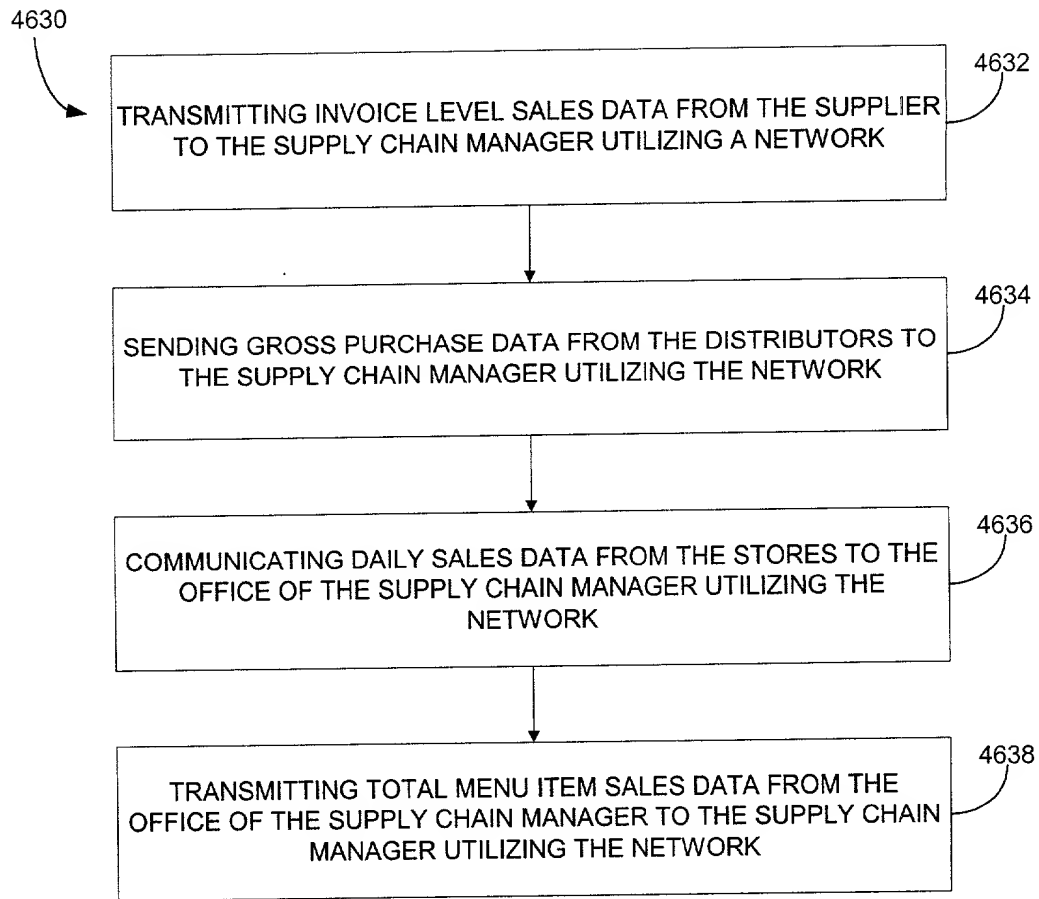 4630
4632
TRANSMITTING INVOICE LEVEL SALES DATA FROM THE SUPPLIER
TO THE SUPPLY CHAIN MANAGER UTILIZING A NETWORK
4634
SENDING GROSS PURCHASE DATA FROM THE DISTRIBUTORS TO
THE SUPPLY CHAIN MANAGER UTILIZING THE NETWORK
4636
COMMUNICATING DAILY SALES DATA FROM THE STORES TO THE
OFFICE OF THE SUPPLY CHAIN MANAGER UTILIZING THE
NETWORK
4638
TRANSMITTING TOTAL MENU ITEM SALES DATA FROM THE
OFFICE OF THE SUPPLY CHAIN MANAGER TO THE SUPPLY CHAIN
MANAGER UTILIZING THE NETWORK